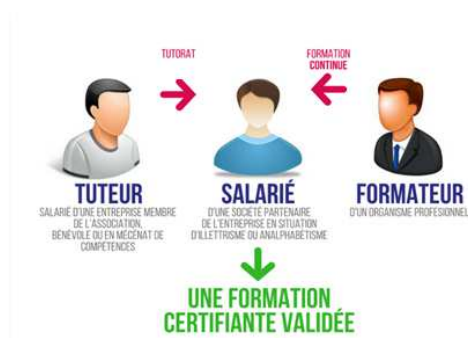 TUTORAT
FORMATION
CONTINUE
TUTEUR
SALARIÉ D'UNE ENTREPRISE MEMBRE
DE L'ASSOCIATION,
BÉNÉVOLE OU EN MÉCÉNAT DE
COMPÉTENCES
SALARIÉ
D'UNE SOCIÉTÉ PARTENAIRE
DE L'ENTREPRISE EN SITUATION
D'ILLETTRISME OU ANALPHABÉTISME
FORMATEUR
D'UN ORGANISME PROFESIONNEL
UNE FORMATION
CERTIFIANTE VALIDÉE